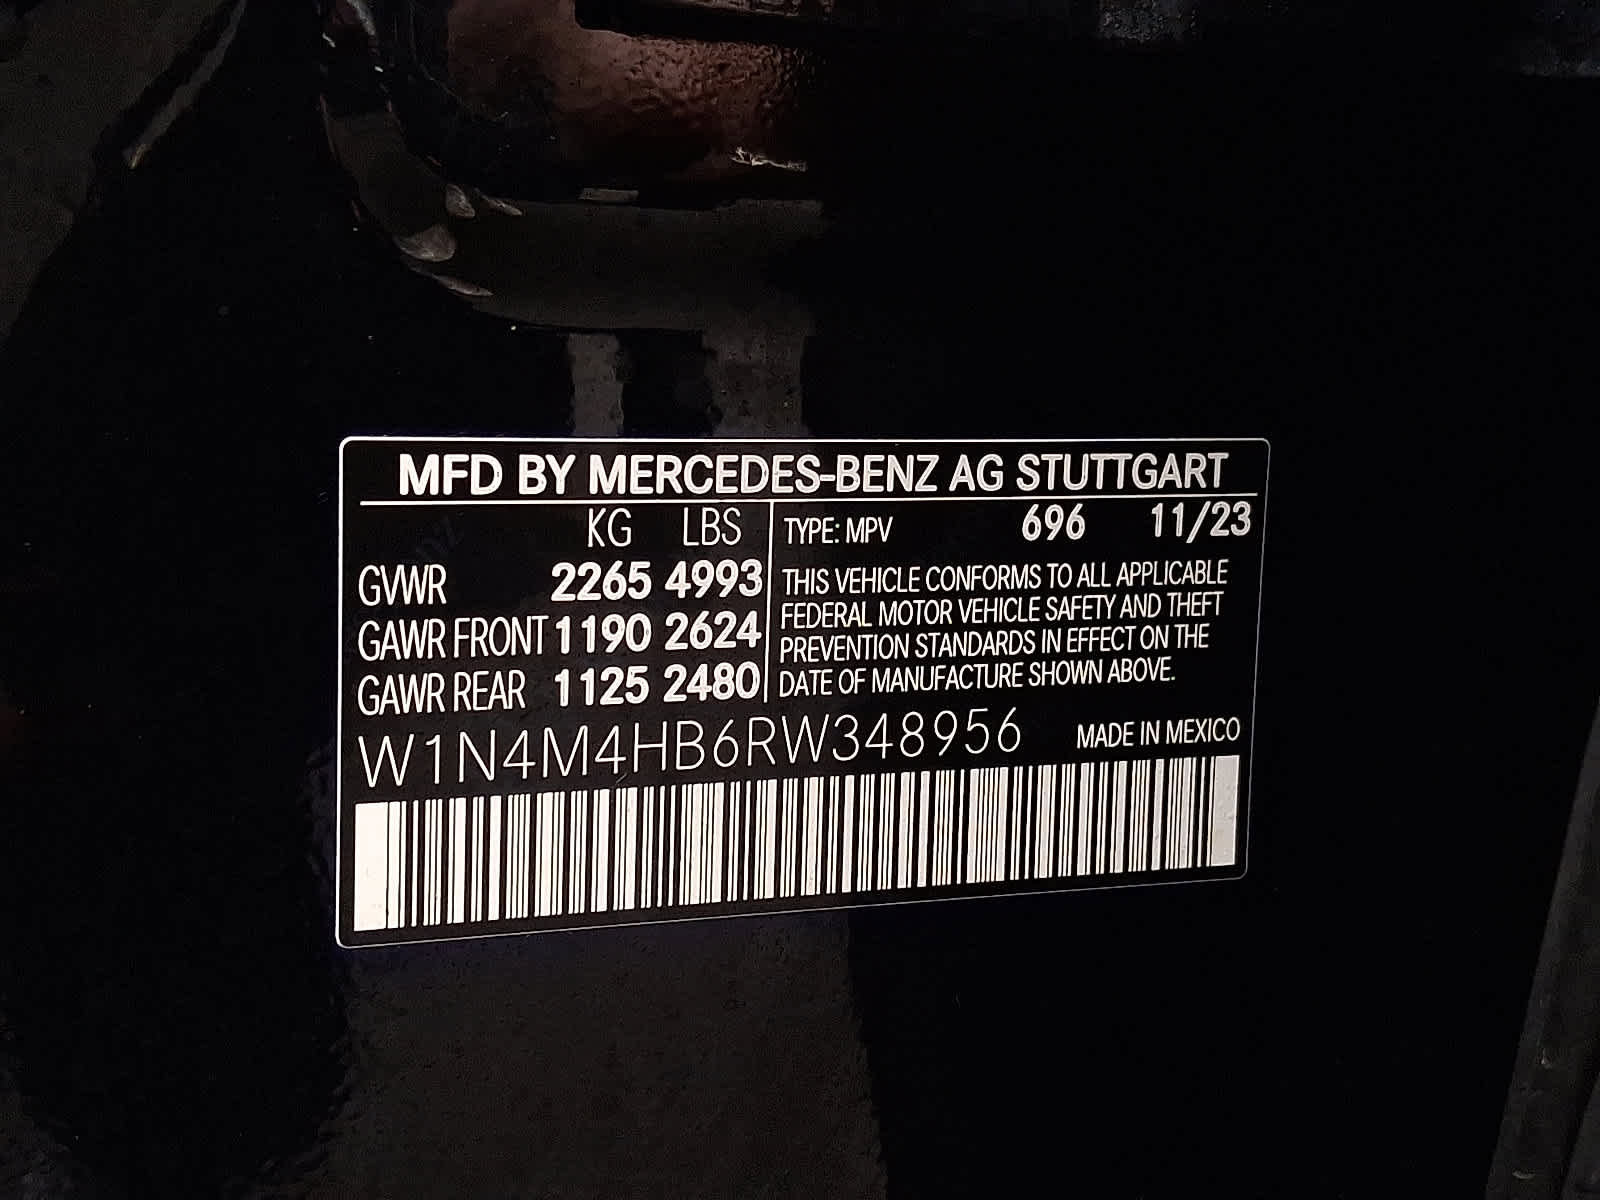 MFD BY MERCEDES-BENZ AG STUTTGART
KG LBS
GVWR 2265 4993
GAWR FRONT 1190 2624
GAWR REAR 1125 2480
TYPE: MPV 696 11/23
THIS VEHICLE CONFORMS TO ALL APPLICABLE
FEDERAL MOTOR VEHICLE SAFETY AND THEFT
PREVENTION STANDARDS IN EFFECT ON THE
DATE OF MANUFACTURE SHOWN ABOVE.
W1N4M4HB6RW348956 MADE IN MEXICO